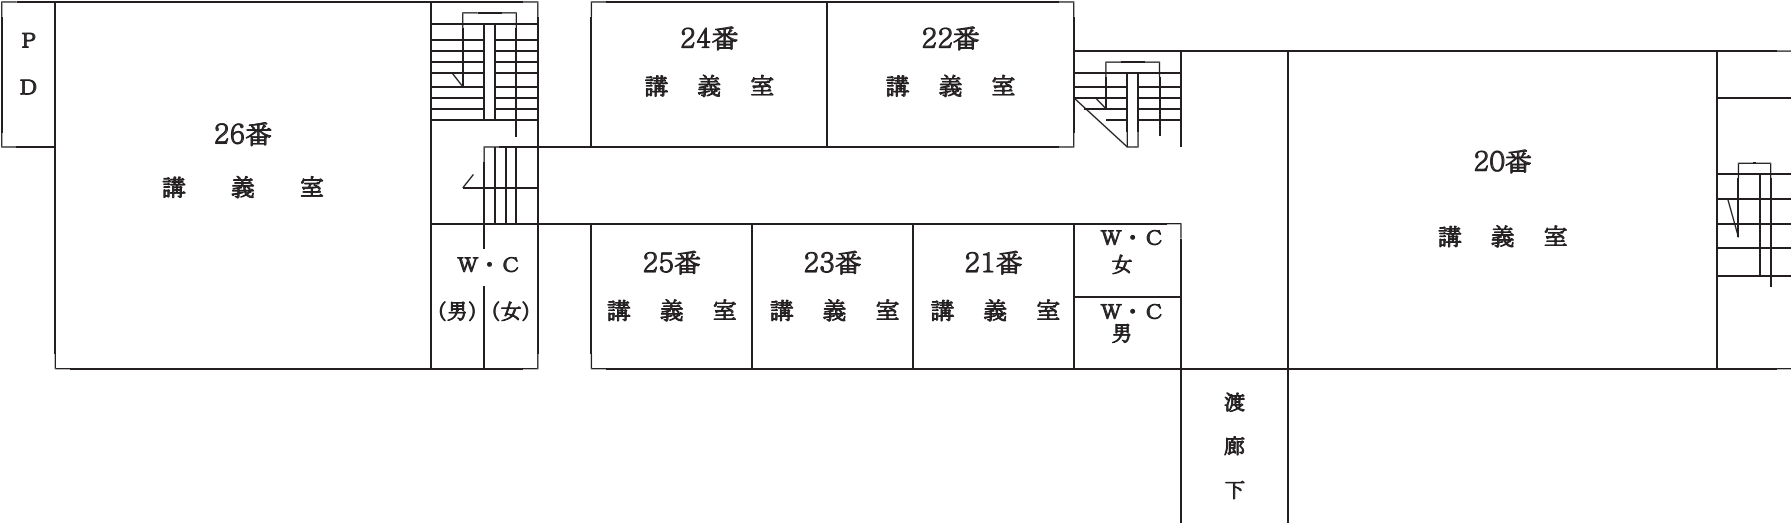 P
D
26番
講義室
W・C
(男)
(女)
24番
講義室
22番
講義室
25番
講義室
23番
講義室
21番
講義室
W・C
女
W・C
男
20番
講義室
渡
廊
下